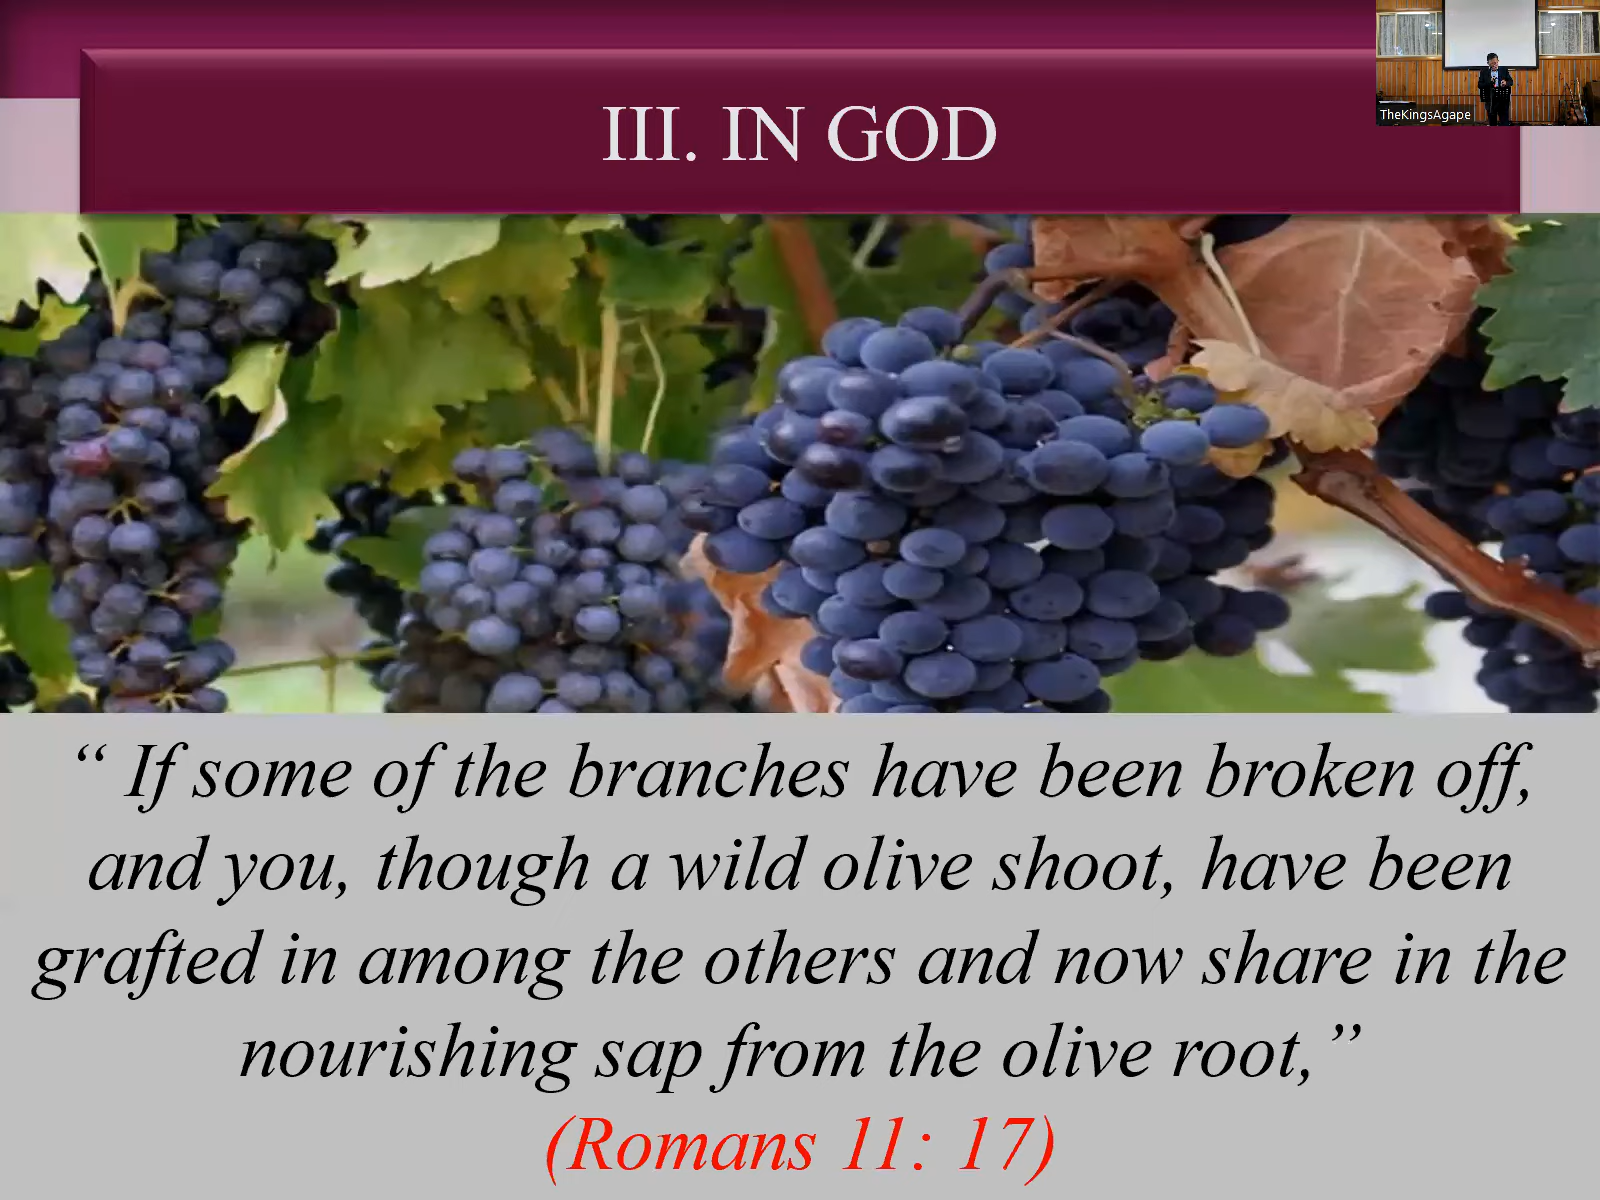 III. IN GOD
TheKingsAgape
“ If some of the branches have been broken off,
and you, though a wild olive shoot, have been
grafted in among the others and now share in the
nourishing sap from the olive root,”
(Romans 11: 17)